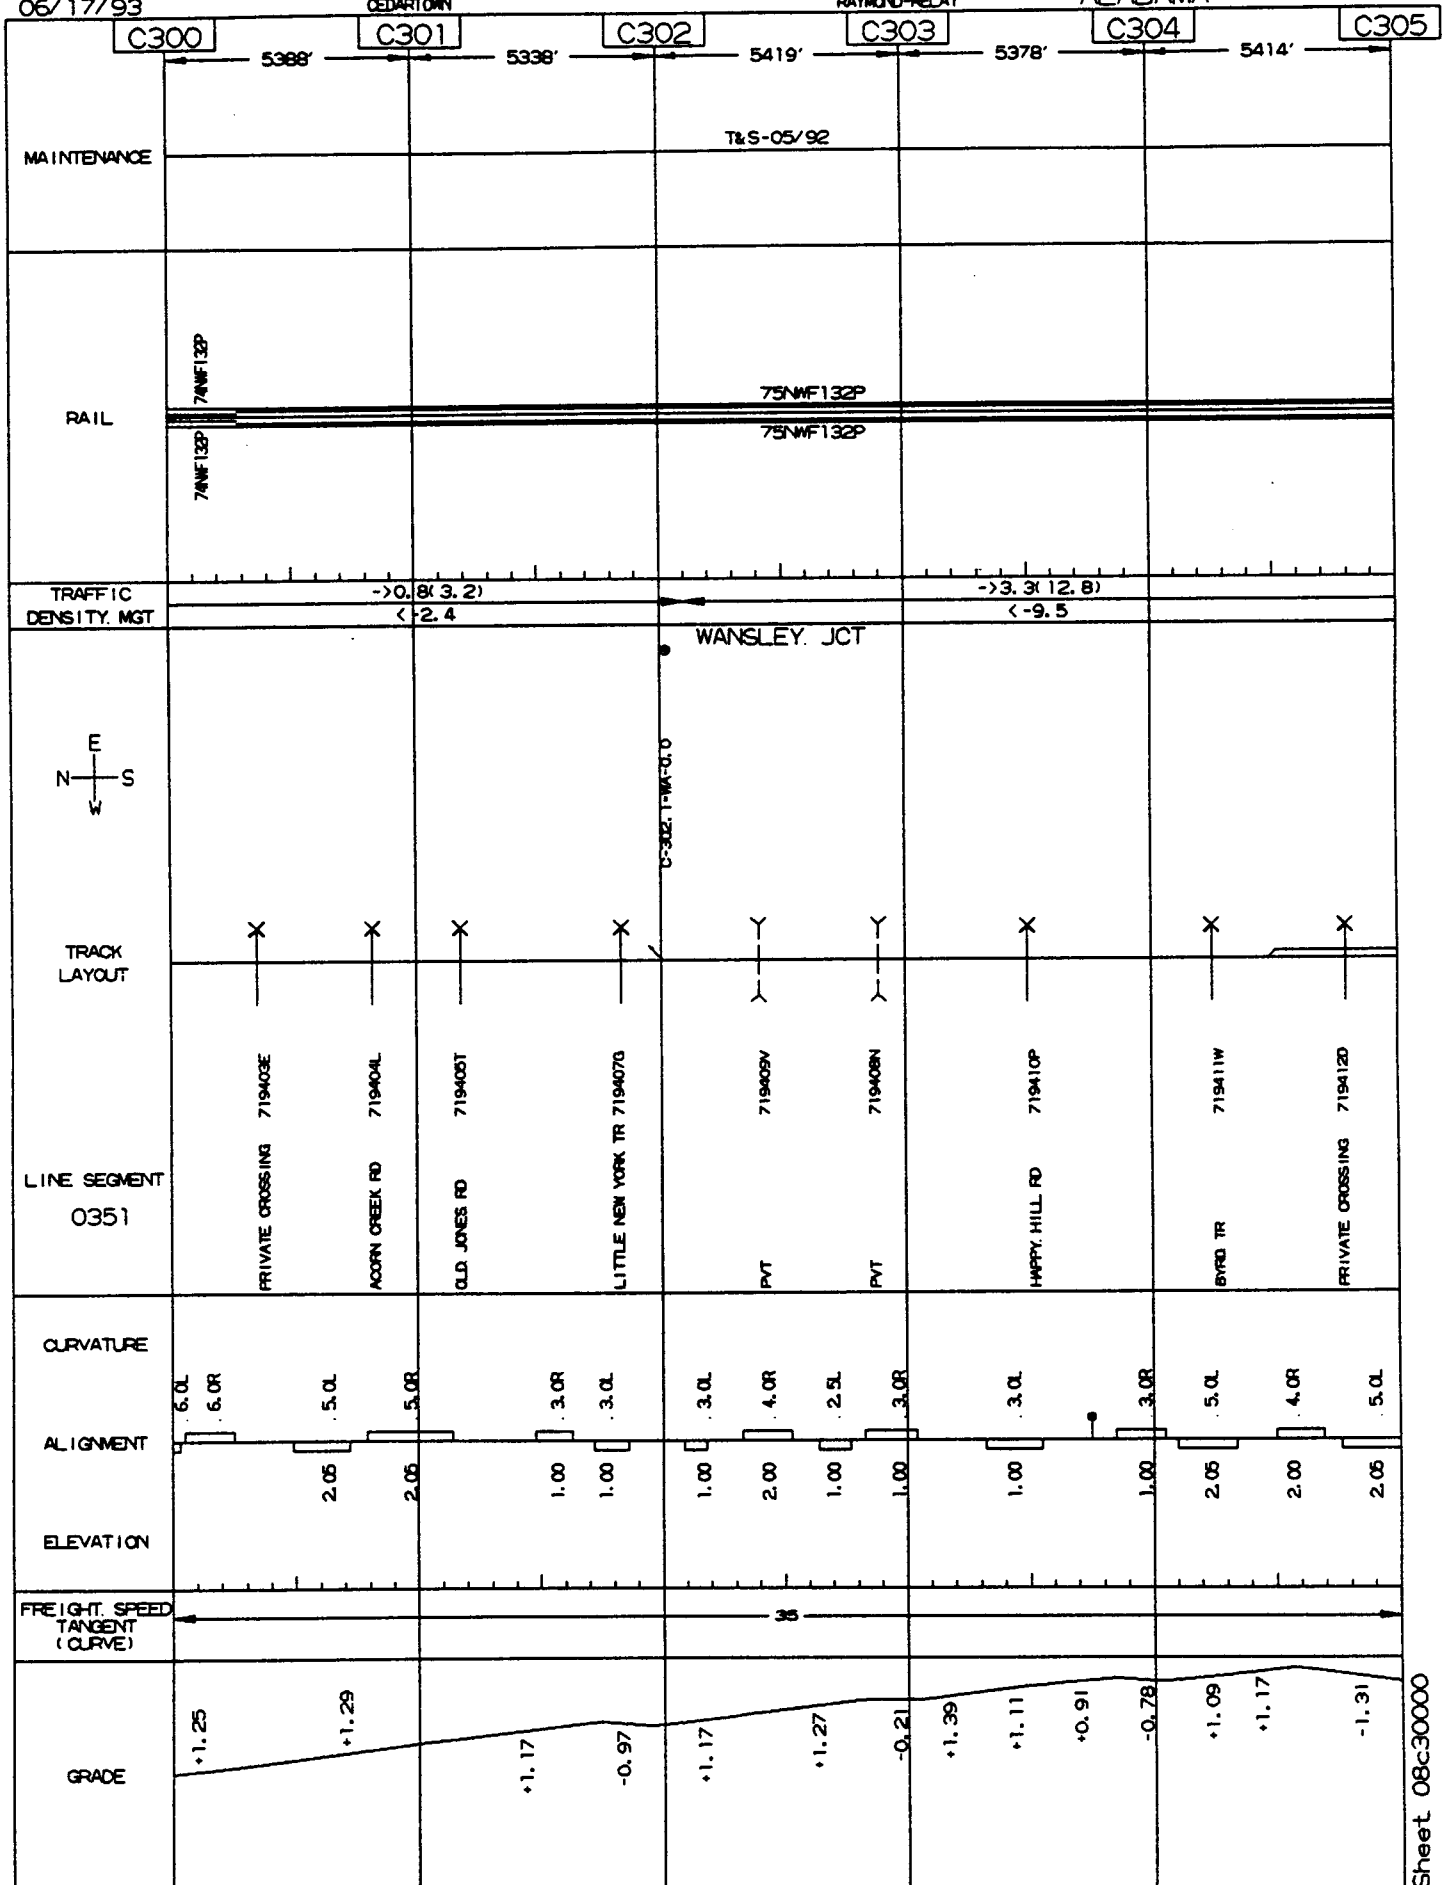 06/17/93 CEDARTOWN RAYMOND-RELAY ALABAMA
C300 C301 C302 C303 C304 C305
5388' 5338' 5419' 5378' 5414'
MAINTENANCE T&S-05/92
RAIL
74NWF132P
74NWF132P
75NWF132P
75NWF132P
TRAFFIC ->0.8(3.2) ->3.3(12.8)
DENSITY. MGT <-2.4 <-9.5
WANSLEY. JCT
E
N S
W
C-302.1-WA-0.0
TRACK
LAYOUT
PRIVATE CROSSING 719403E
ACORN CREEK RD 719404L
OLD JONES RD 719405T
LITTLE NEW YORK TR 719407G
PVT 719409V
PVT 719408N
HAPPY. HILL RD 719410P
BYRD TR 719411W
PRIVATE CROSSING 719412D
LINE SEGMENT
0351
CURVATURE
6.0L 6.0R 5.0L 5.0R 3.0R 3.0L 3.0L 4.0R 2.5L 3.0R 3.0L 3.0R 5.0L 4.0R 5.0L
ALIGNMENT
2.05 2.05 1.00 1.00 1.00 2.00 1.00 1.00 1.00 1.00 2.05 2.00 2.05
ELEVATION
FREIGHT. SPEED
TANGENT 35
(CURVE)
GRADE
+1.25 +1.29 +1.17 -0.97 +1.17 +1.27 -0.21 +1.39 +1.11 +0.91 -0.78 +1.09 +1.17 -1.31
Sheet 08c30000